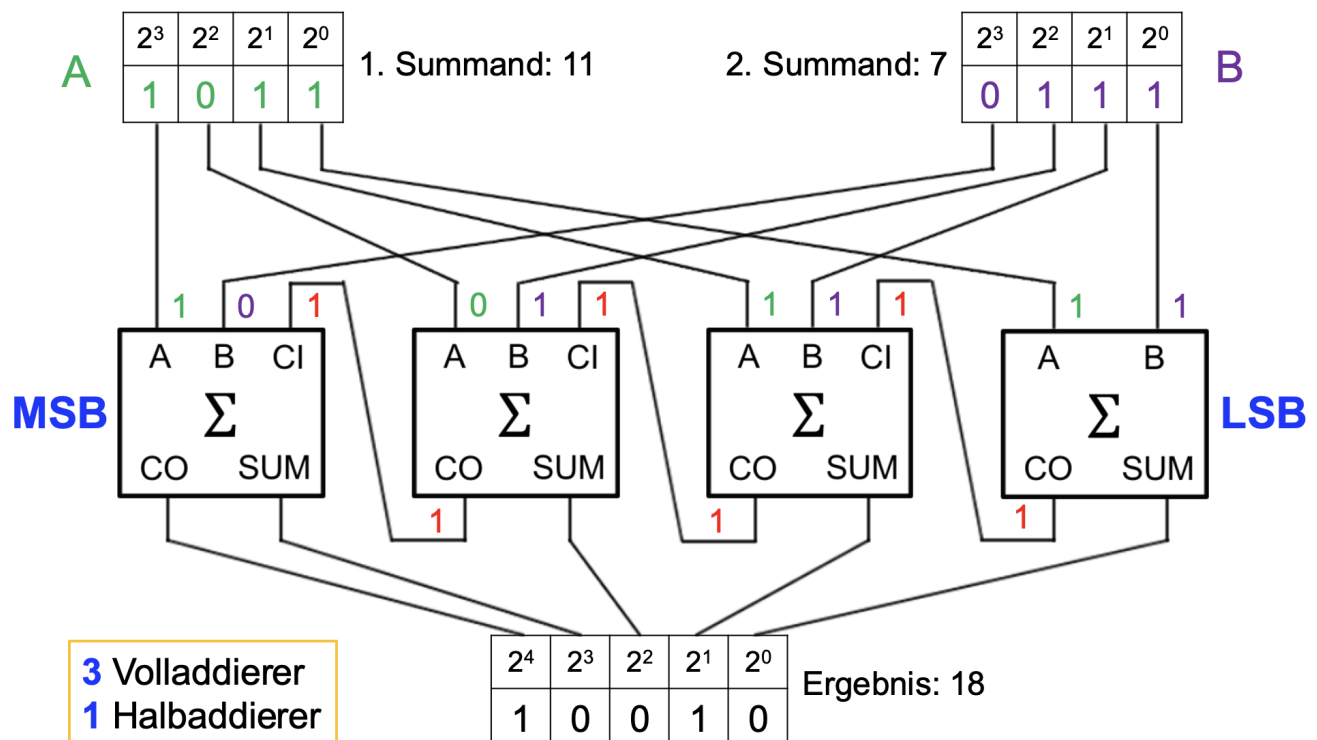 2³ 2² 2¹ 2⁰
A 1 0 1 1
1. Summand: 11
2. Summand: 7
2³ 2² 2¹ 2⁰
0 1 1 1 B
1 0 1 0 1 1 1 1 1 1 1
A B CI A B CI A B CI A B
MSB Σ Σ Σ Σ LSB
CO SUM CO SUM CO SUM CO SUM
1 1 1
3 Volladdierer
1 Halbaddierer
2⁴ 2³ 2² 2¹ 2⁰
1 0 0 1 0
Ergebnis: 18